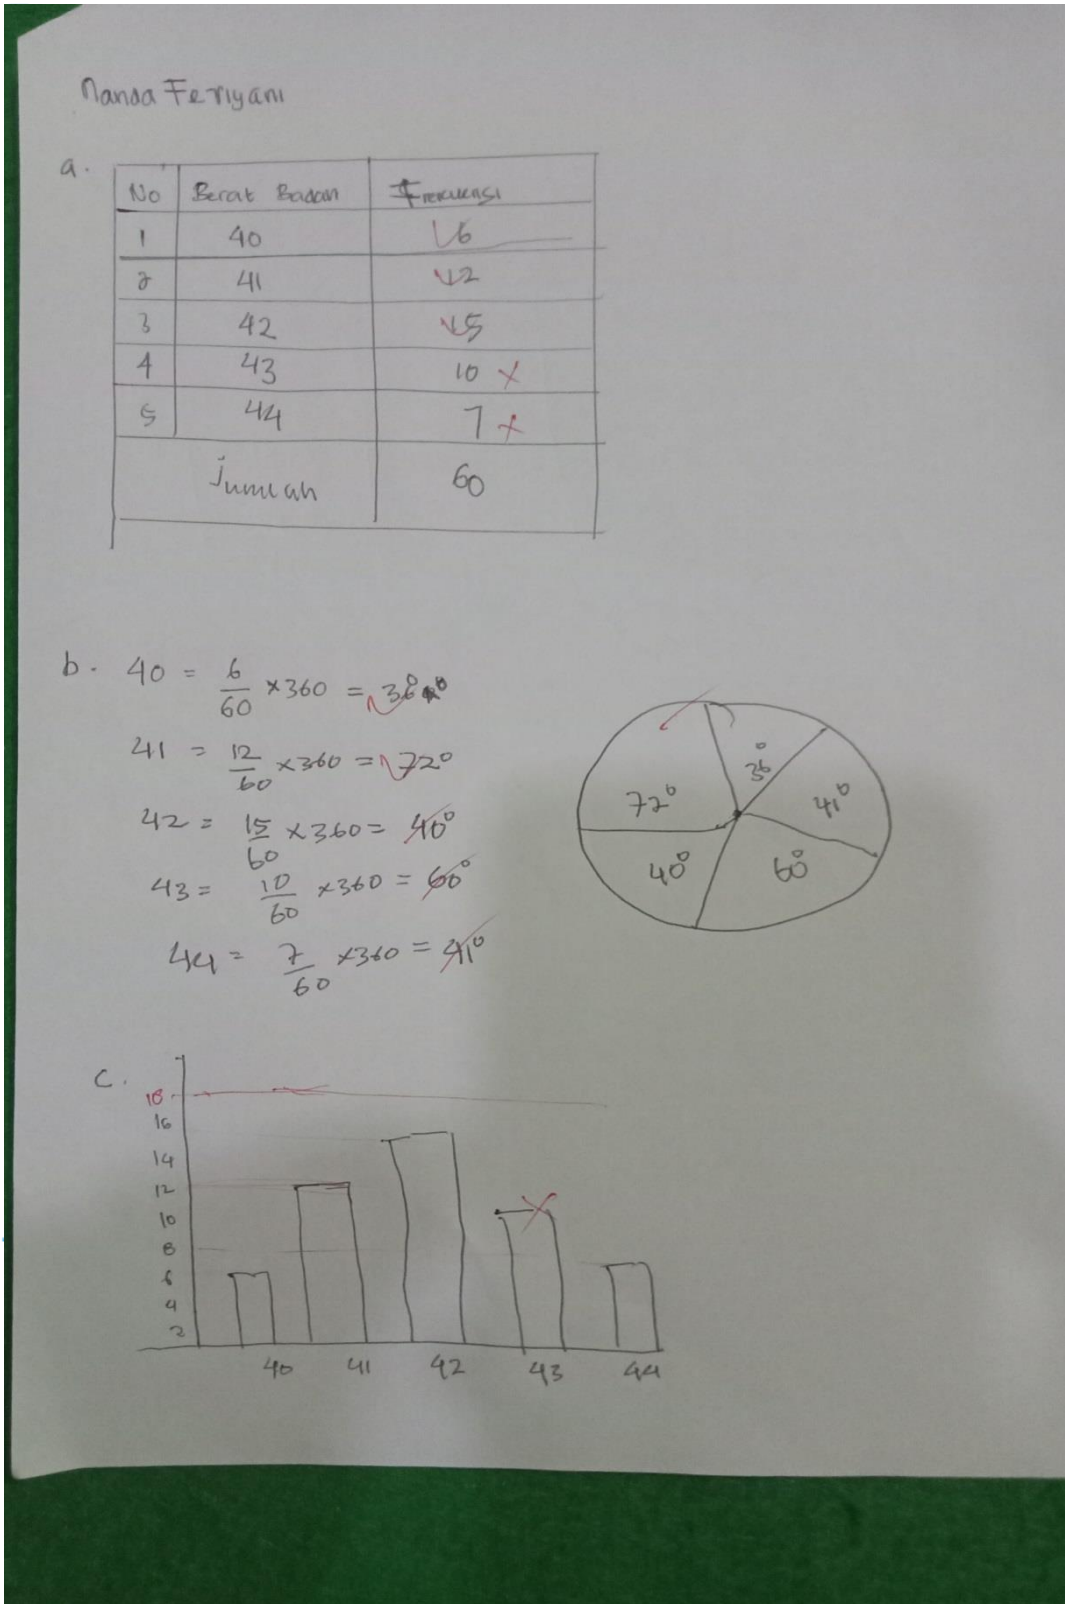 Nanda Feriyani
a.
No Berat Badan Frekuensi
1 40 6
2 41 12
3 42 15
4 43 10 x
5 44 7 x
Jumlah 60
b. 40 = 6/60 × 360 = 36°
41 = 12/60 × 360 = 72°
42 = 15/60 × 360 = 40°
43 = 10/60 × 360 = 60°
44 = 7/60 × 360 = 41°
36°
72° 41°
40° 60°
c.
18
16
14
12
10
8
6
4
2
40 41 42 43 44